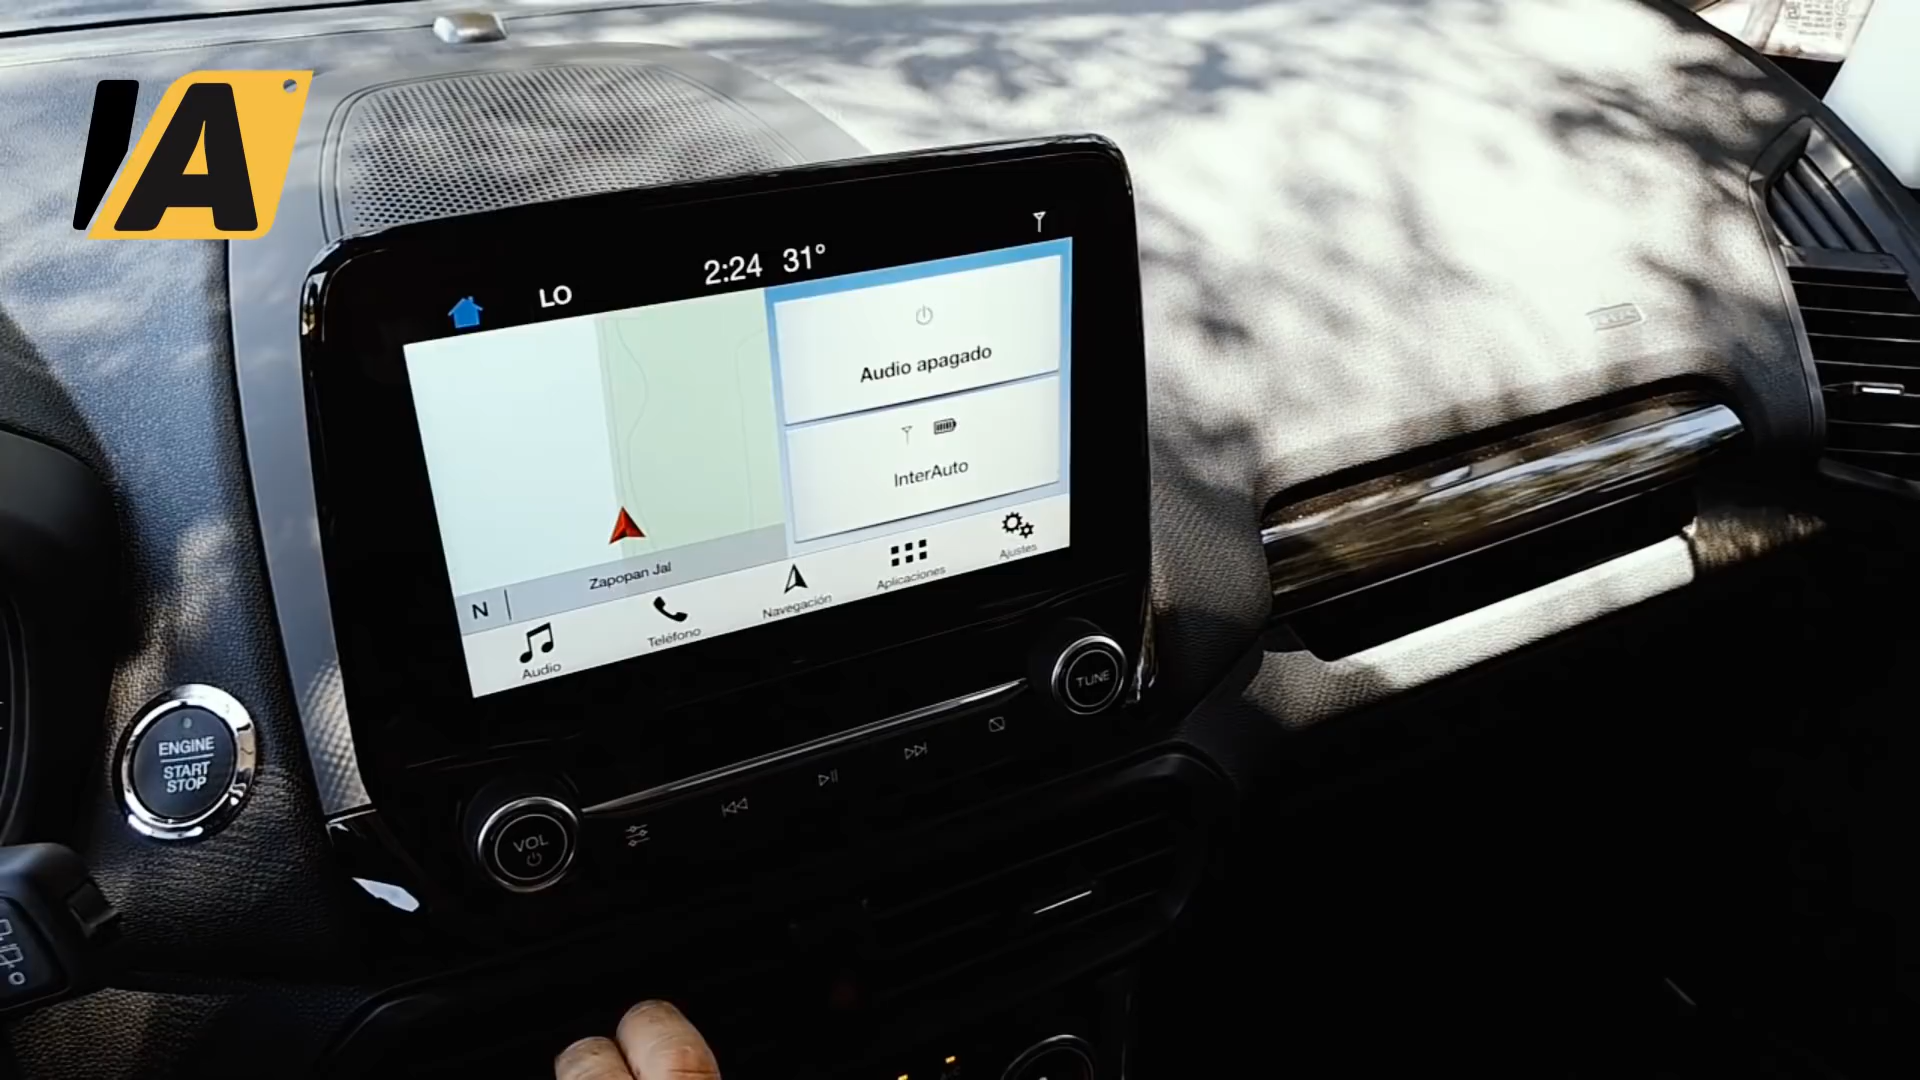 IA
LO
2:24 31°
Audio apagado
InterAuto
Zapopan Jal
N
Audio
Teléfono
Navegación
Aplicaciones
Ajustes
ENGINE
START
STOP
VOL
TUNE